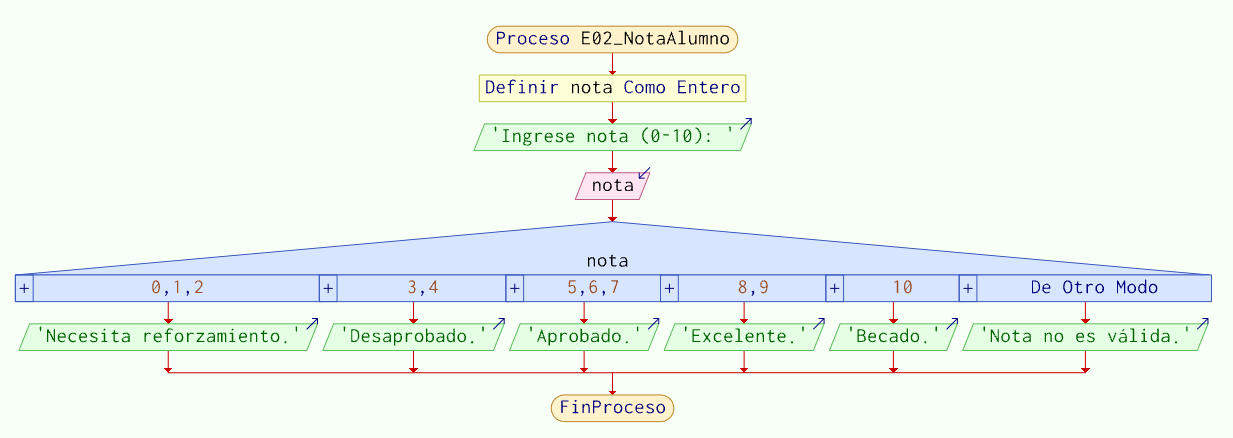 Proceso E02_NotaAlumno
Definir nota Como Entero
'Ingrese nota (0-10): '
nota
nota
+ 0,1,2 + 3,4 + 5,6,7 + 8,9 + 10 + De Otro Modo
'Necesita reforzamiento.' 'Desaprobado.' 'Aprobado.' 'Excelente.' 'Becado.' 'Nota no es válida.'
FinProceso